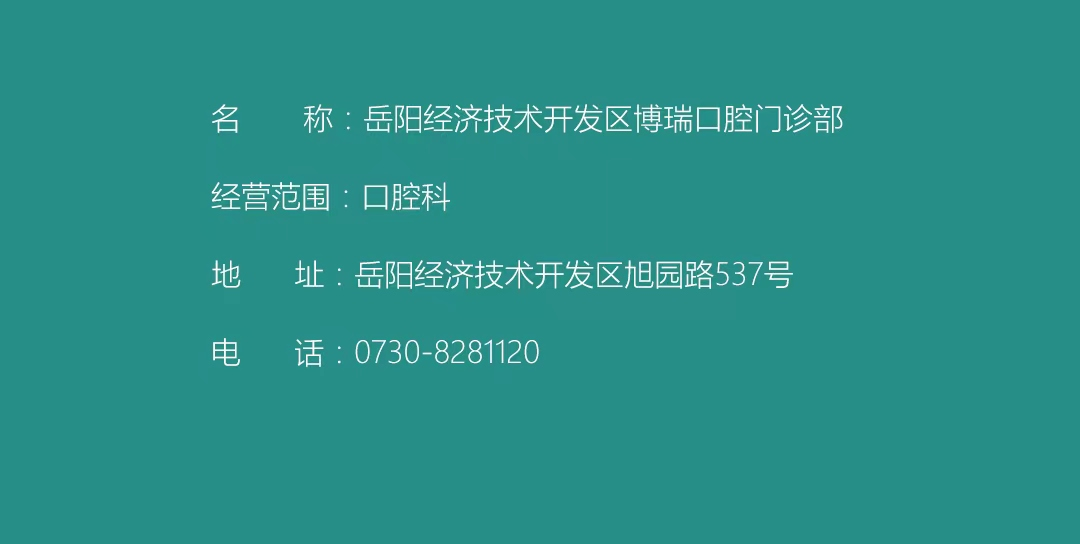 名 称：岳阳经济技术开发区博瑞口腔门诊部
经营范围：口腔科
地 址：岳阳经济技术开发区旭园路537号
电 话：0730-8281120